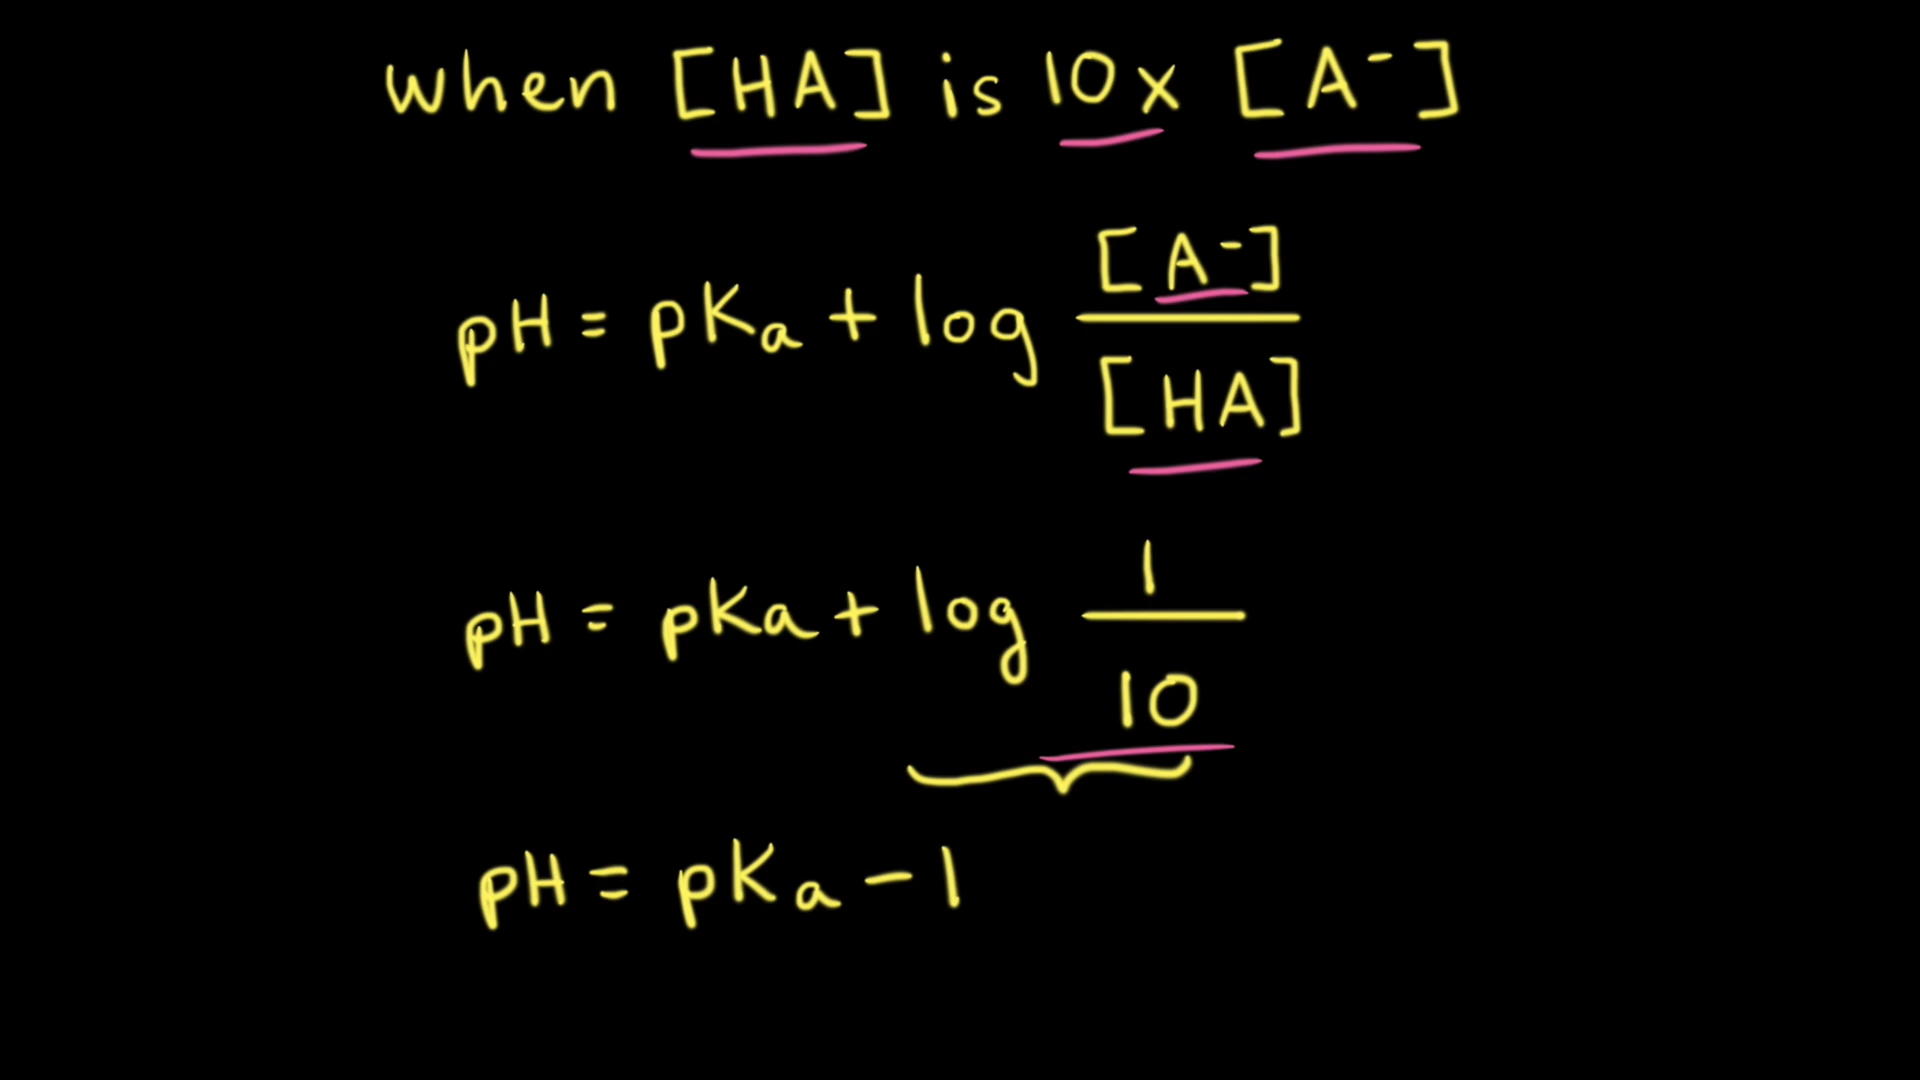 when [HA] is 10x [A⁻]
pH = pKₐ + log [A⁻]/[HA]
pH = pKa + log 1/10
pH = pKₐ - 1